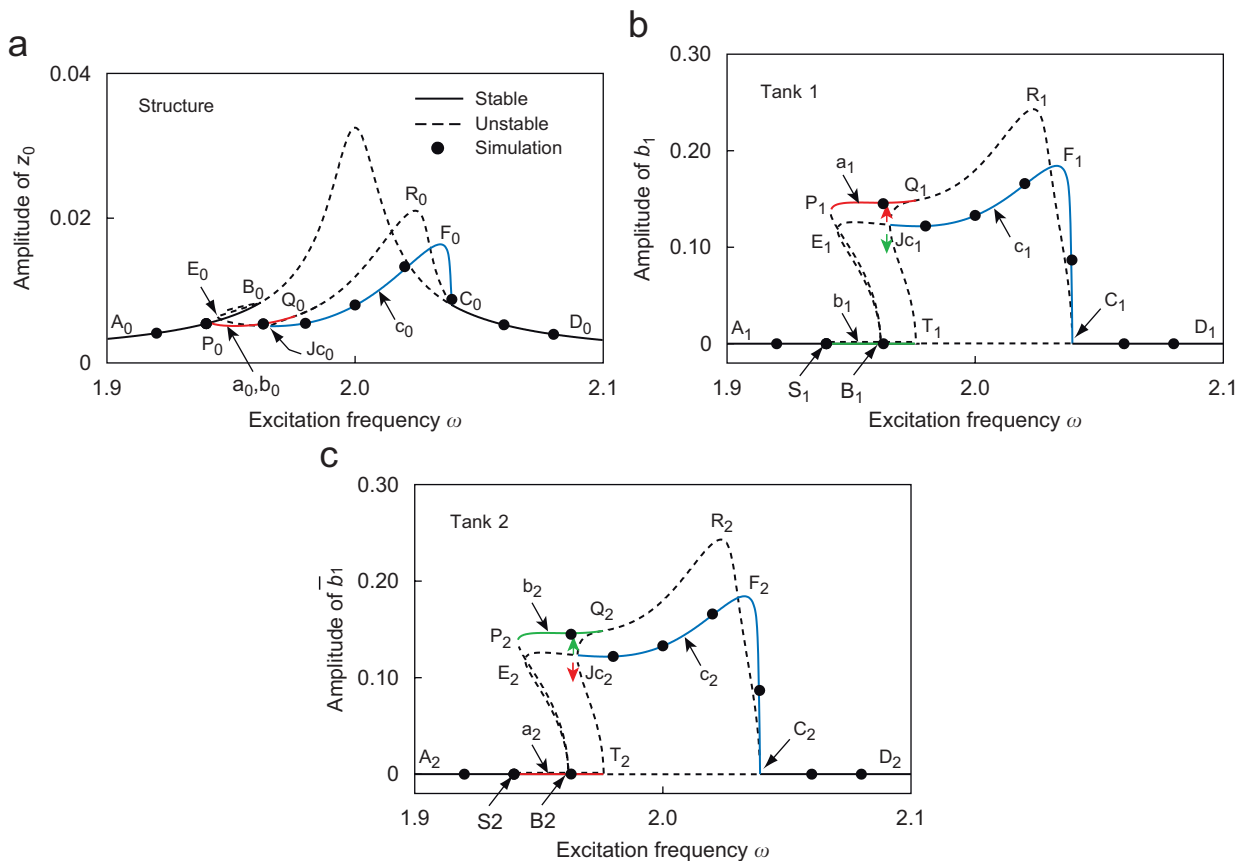 a
0.04
0.02
0
Amplitude of z₀
Structure
Stable
Unstable
Simulation
R₀
F₀
E₀
B₀
Q₀
A₀
C₀
D₀
P₀
Jc₀
c₀
a₀,b₀
1.9
2.0
2.1
Excitation frequency ω
b
0.30
0.20
0.10
0
Amplitude of b₁
Tank 1
R₁
F₁
a₁
Q₁
P₁
E₁
Jc₁
c₁
b₁
C₁
A₁
T₁
D₁
S₁
B₁
1.9
2.0
2.1
Excitation frequency ω
c
0.30
0.20
0.10
0
Amplitude of b̅₁
Tank 2
R₂
F₂
b₂
Q₂
P₂
E₂
Jc₂
c₂
a₂
C₂
A₂
T₂
D₂
S2
B2
1.9
2.0
2.1
Excitation frequency ω